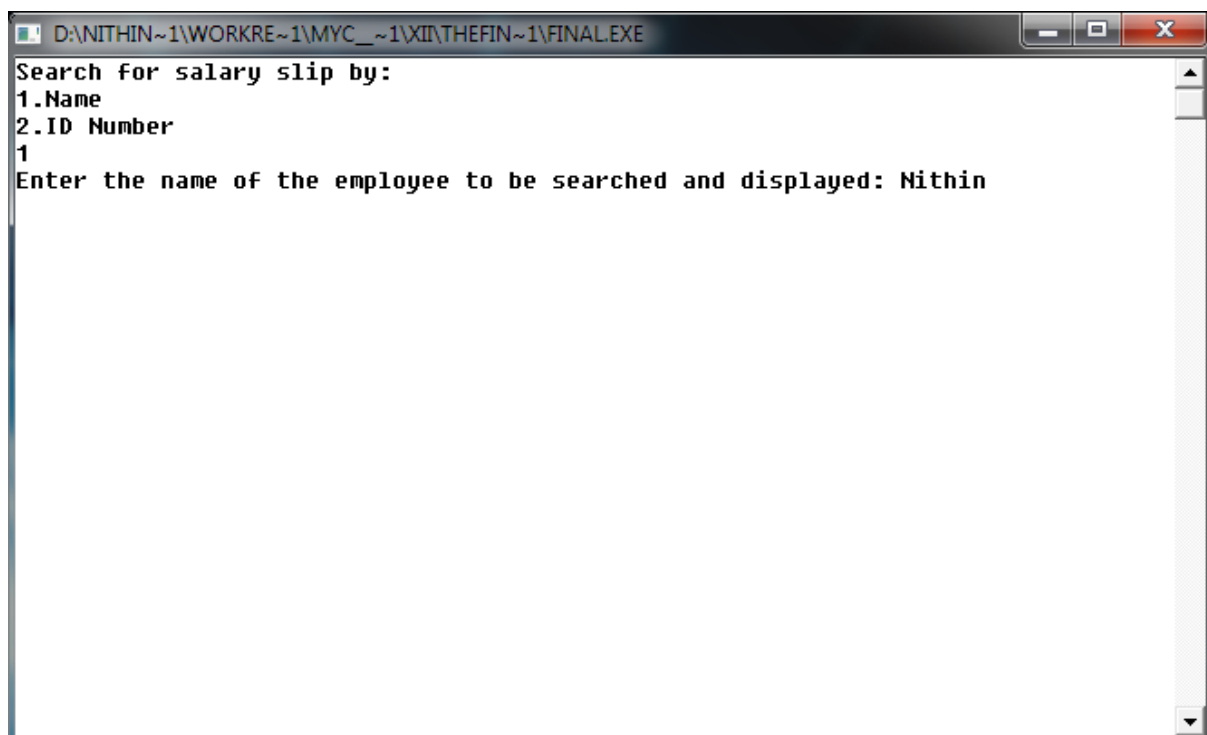 D:\NITHIN~1\WORKRE~1\MYC__~1\XII\THEFIN~1\FINAL.EXE
Search for salary slip by:
1.Name
2.ID Number
1
Enter the name of the employee to be searched and displayed: Nithin